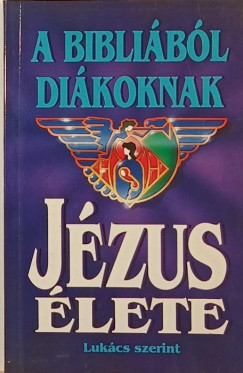 A BIBLIÁBÓL
DIÁKOKNAK
JÉZUS
ÉLETE
Lukács szerint